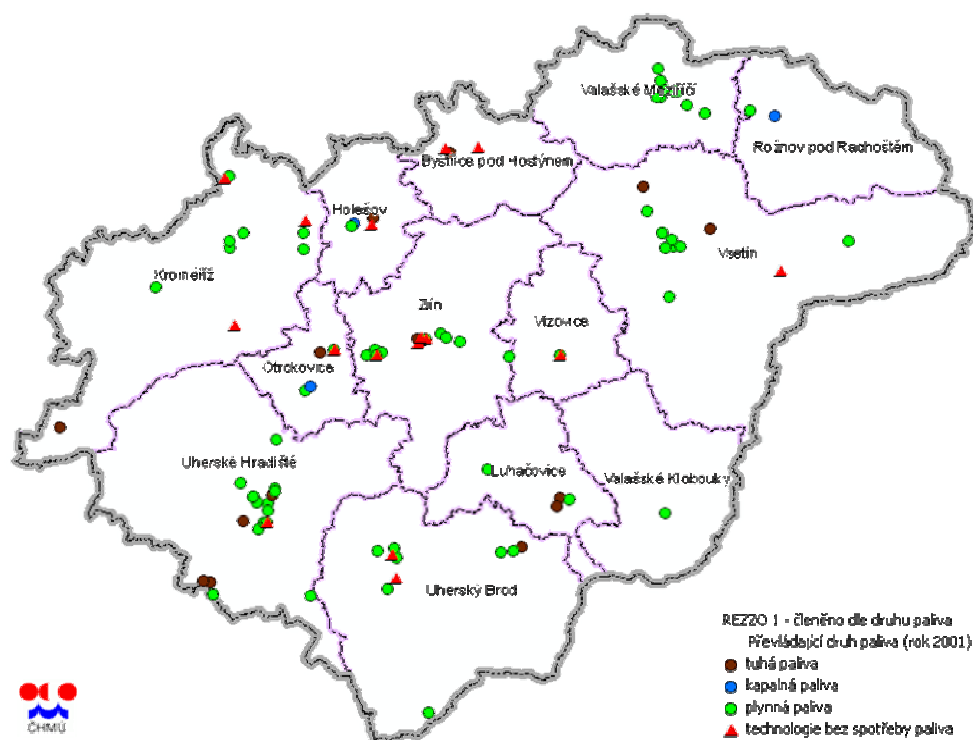 Valašské Meziříčí
Rožnov pod Radhoštěm
Bystřice pod Hostýnem
Holešov
Vsetín
Kroměříž
Zlín
Vizovice
Otrokovice
Uherské Hradiště
Luhačovice
Valašské Klobouky
Uherský Brod
REZZO 1 - členěno dle druhu paliva
Převládající druh paliva (rok 2001)
tuhá paliva
kapalná paliva
plynná paliva
technologie bez spotřeby paliva
ČHMÚ